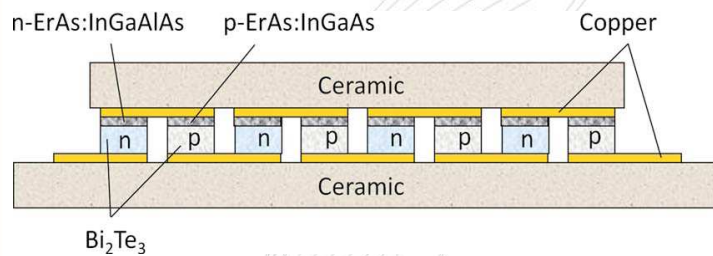 n-ErAs:InGaAlAs p-ErAs:InGaAs Copper
Ceramic
n p n p n p n p
Ceramic
Bi₂Te₃